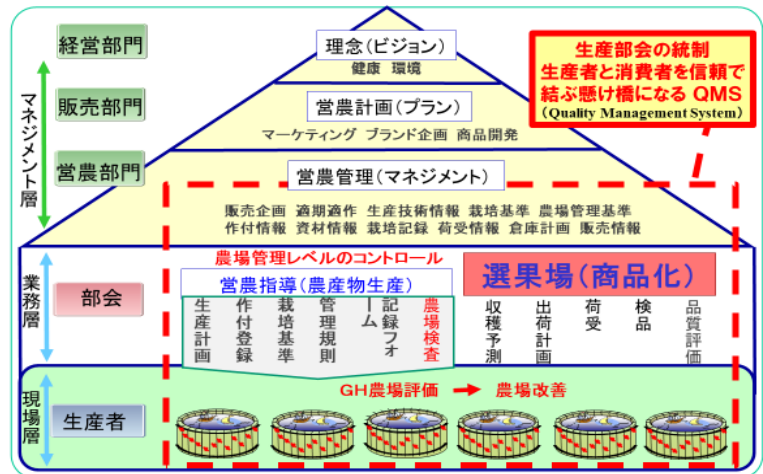 経営部門
販売部門
営農部門
マネジメント層
理念(ビジョン)
健康 環境
営農計画(プラン)
マーケティング ブランド企画 商品開発
営農管理(マネジメント)
販売企画 適期適作 生産技術情報 栽培基準 農場管理基準
作付情報 資材情報 栽培記録 荷受情報 倉庫計画 販売情報
生産部会の統制
生産者と消費者を信頼で
結ぶ懸け橋になる QMS
(Quality Management System)
業務層
部会
農場管理レベルのコントロール
営農指導(農産物生産)
生産計画
作付登録
栽培基準
管理規則
記録フォ
ーム
農場検査
選果場(商品化)
収穫予測
出荷計画
荷受
検品
品質評価
現場層
生産者
GH農場評価 → 農場改善